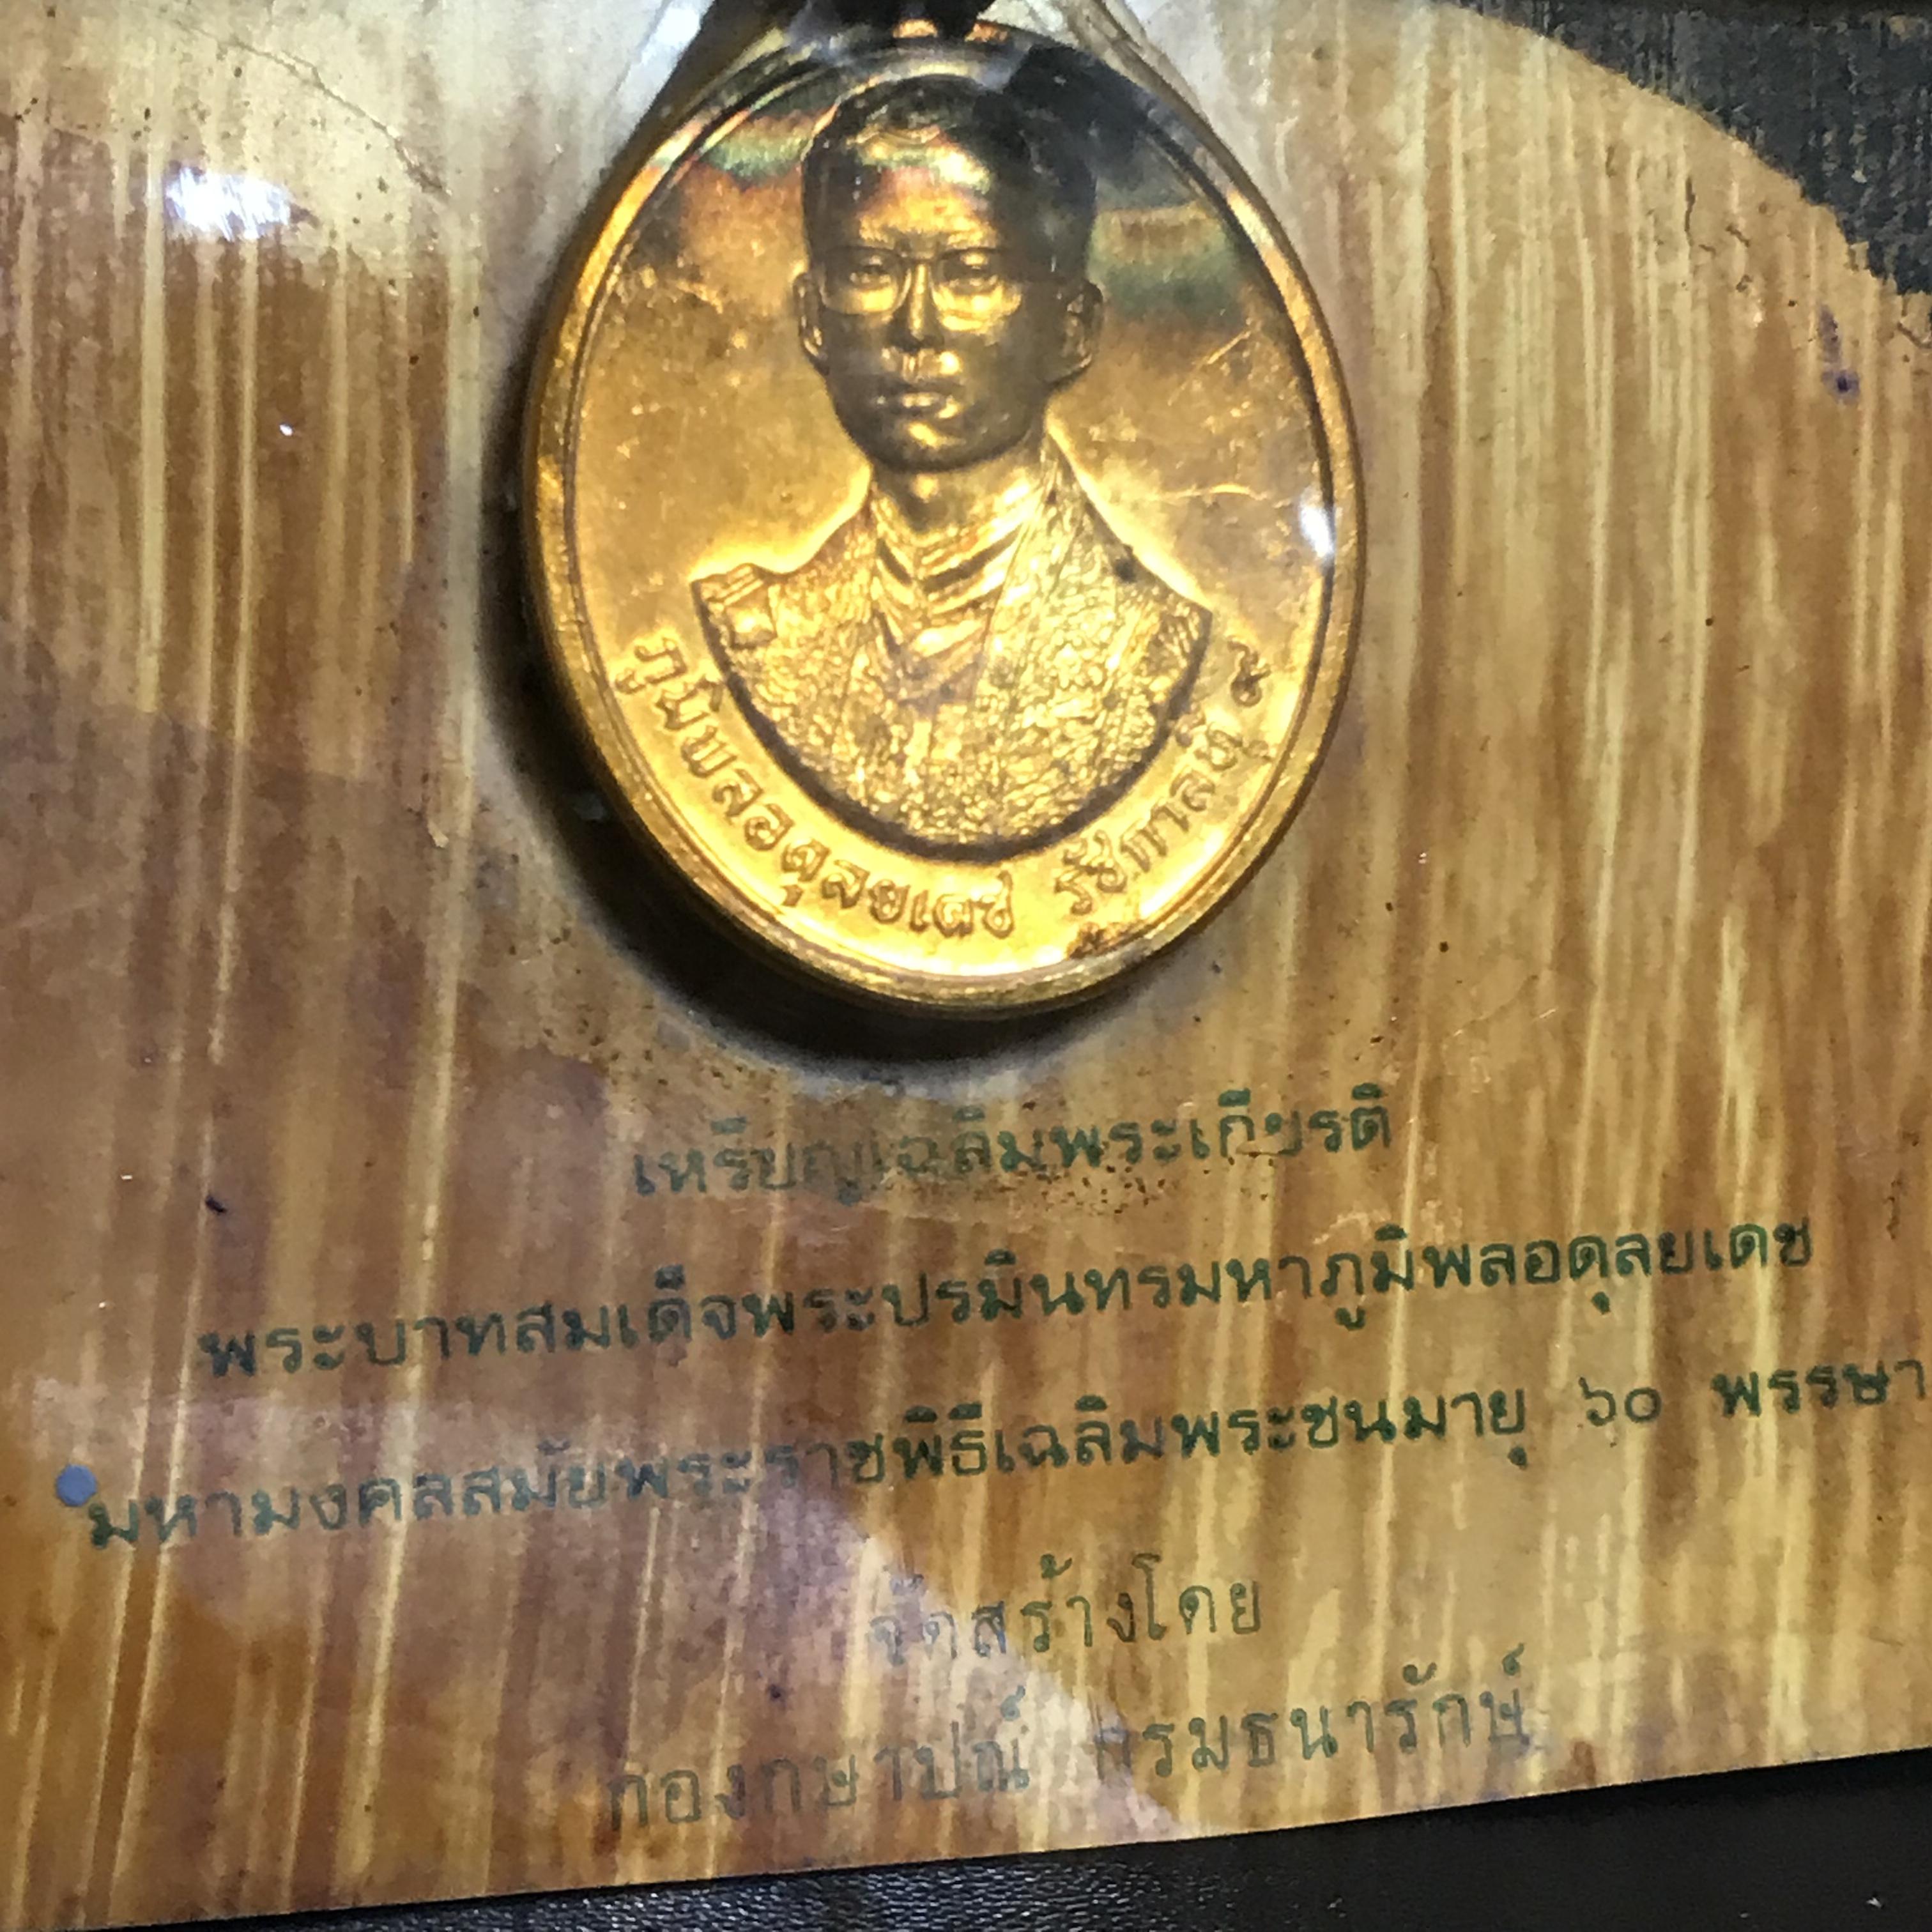 ภูมิพลอดุลยเดช รัชกาลที่ ๙
เหรียญเฉลิมพระเกียรติ
พระบาทสมเด็จพระปรมินทรมหาภูมิพลอดุลยเดช
มหามงคลสมัยพระราชพิธีเฉลิมพระชนมายุ ๖๐ พรรษา
จัดสร้างโดย
กองกษาปณ์ กรมธนารักษ์